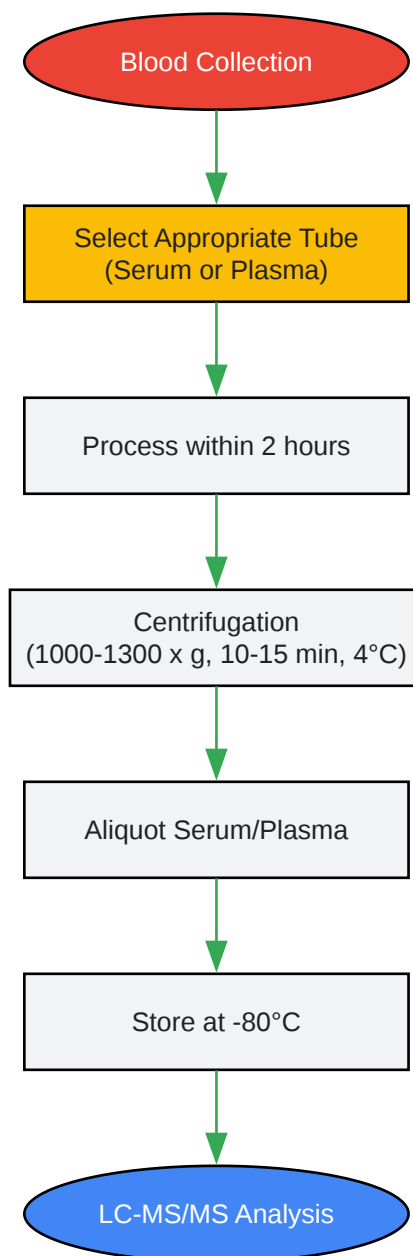 Blood Collection
Select Appropriate Tube
(Serum or Plasma)
Process within 2 hours
Centrifugation
(1000-1300 x g, 10-15 min, 4°C)
Aliquot Serum/Plasma
Store at -80°C
LC-MS/MS Analysis